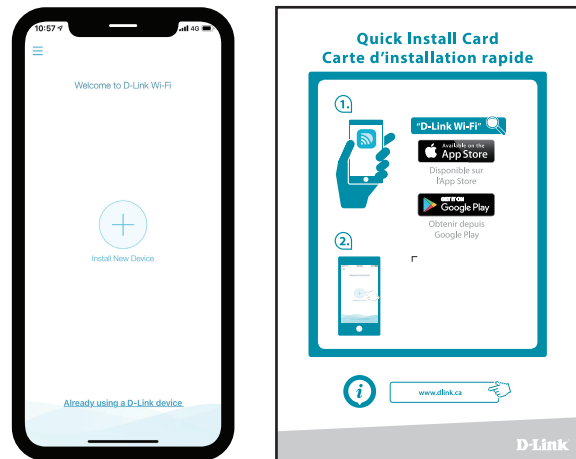 10:57
4G
Welcome to D-Link Wi-Fi
Install New Device
Already using a D-Link device
Quick Install Card
Carte d'installation rapide
1.
"D-Link Wi-Fi"
Available on the
App Store
Disponible sur
l'App Store
GET IT ON
Google Play
Obtenir depuis
Google Play
2.
i
www.dlink.ca
D-Link